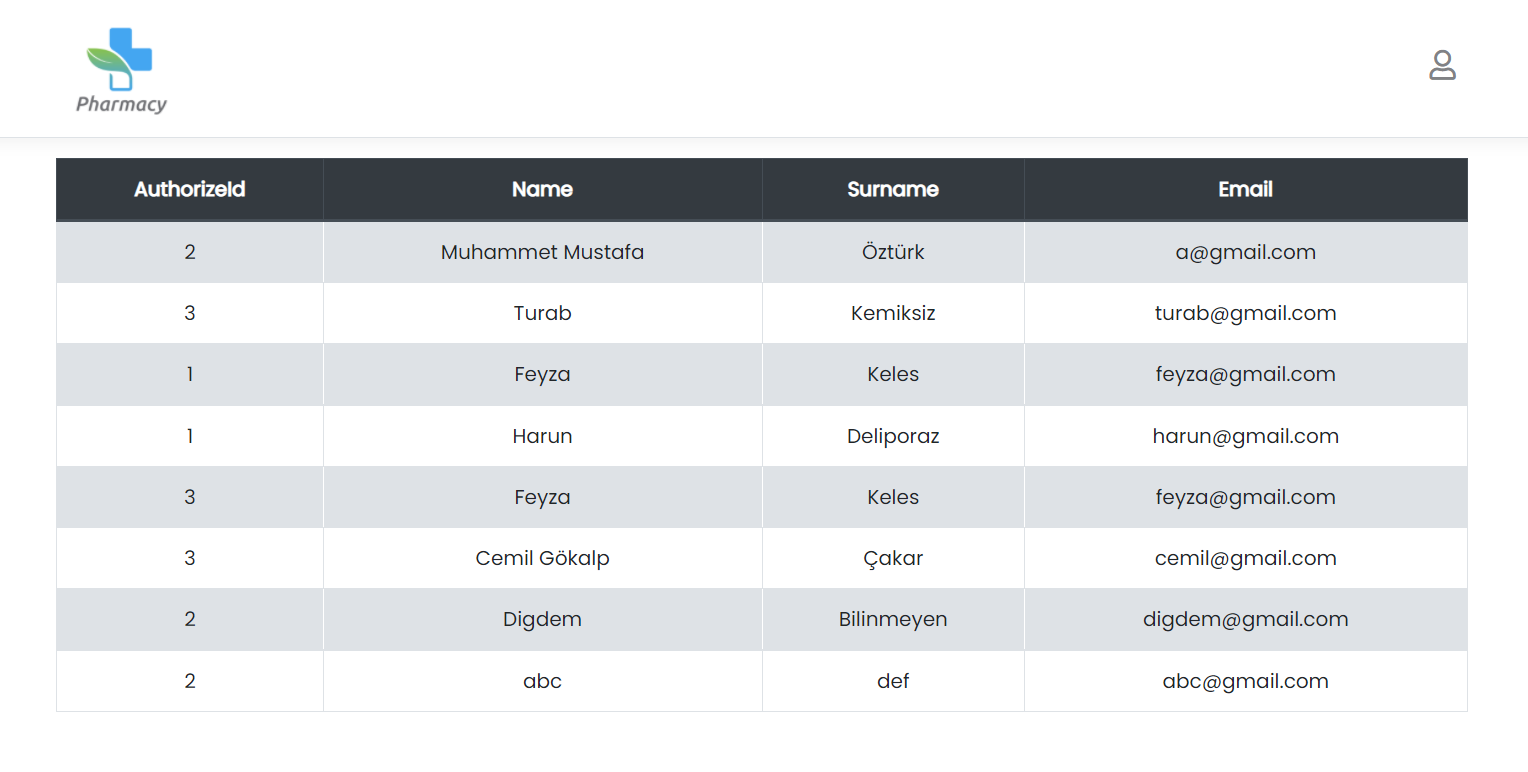 Pharmacy
AuthorizeId Name Surname Email
2 Muhammet Mustafa Öztürk a@gmail.com
3 Turab Kemiksiz turab@gmail.com
1 Feyza Keles feyza@gmail.com
1 Harun Deliporaz harun@gmail.com
3 Feyza Keles feyza@gmail.com
3 Cemil Gökalp Çakar cemil@gmail.com
2 Digdem Bilinmeyen digdem@gmail.com
2 abc def abc@gmail.com